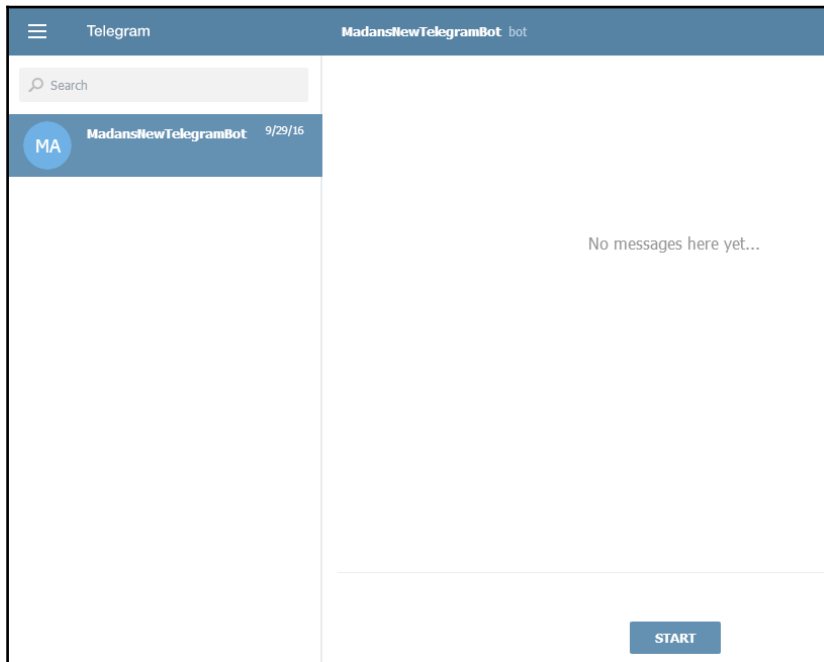 Telegram
MadansNewTelegramBot bot
Search
MA
MadansNewTelegramBot 9/29/16
No messages here yet...
START